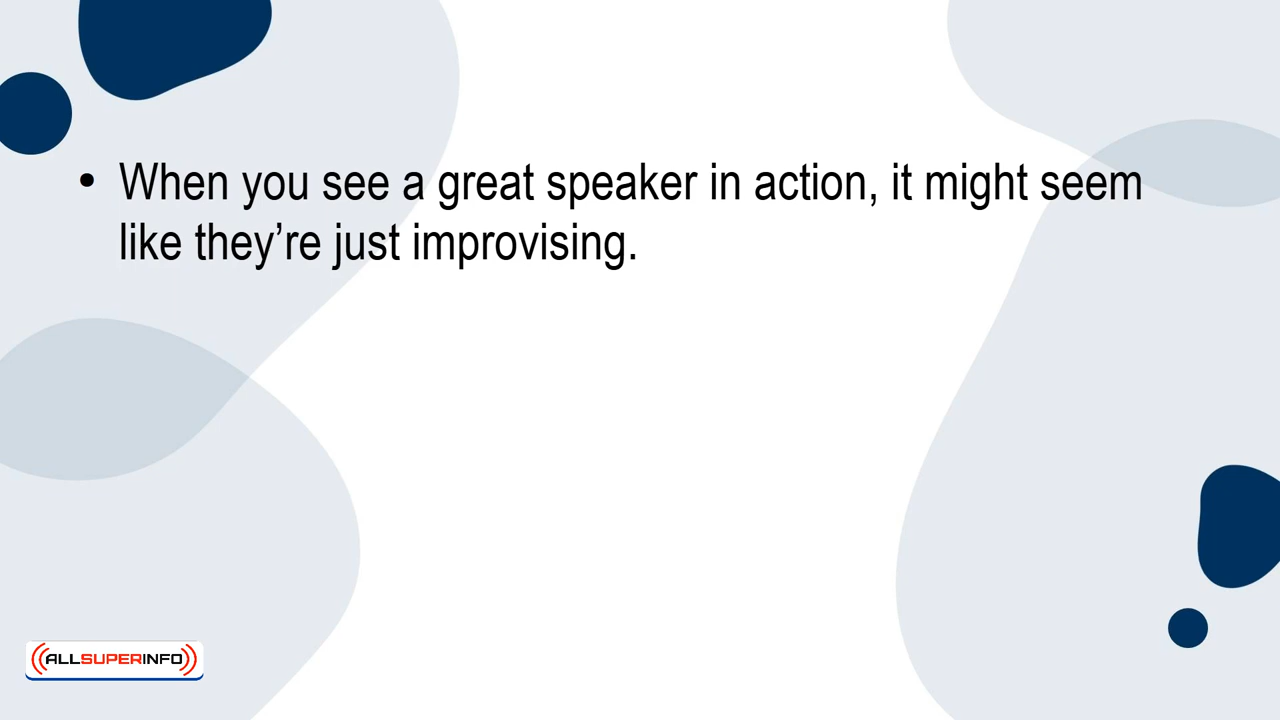 • When you see a great speaker in action, it might seem
like they’re just improvising.
ALLSUPERINFO